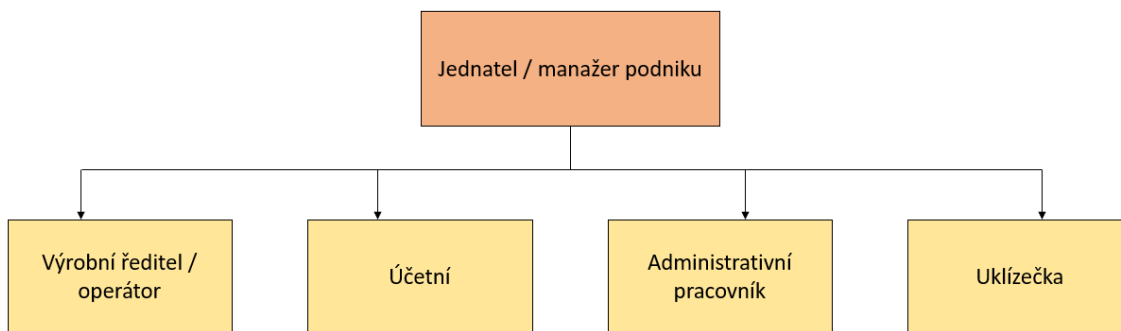 Jednatel / manažer podniku
Výrobní ředitel /
operátor
Účetní
Administrativní
pracovník
Uklízečka